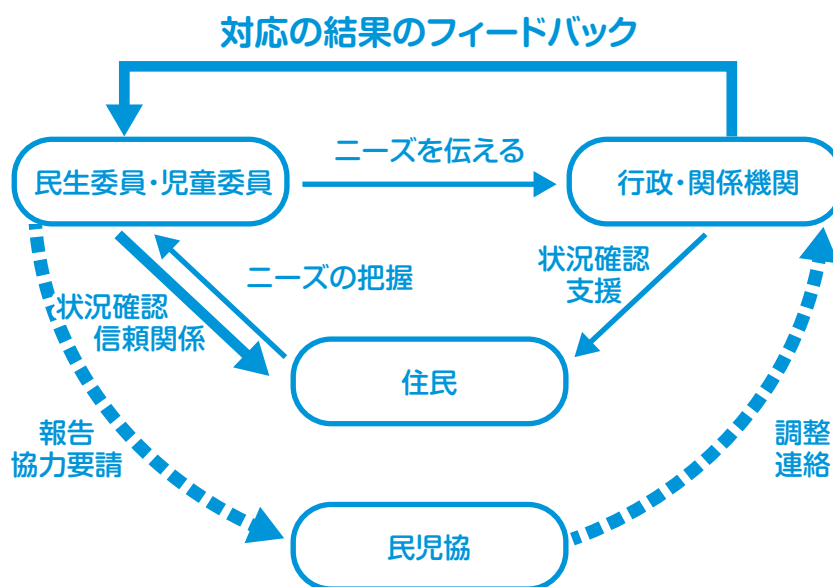 対応の結果のフィードバック
民生委員・児童委員
ニーズを伝える
行政・関係機関
ニーズの把握
状況確認
信頼関係
状況確認
支援
住民
報告
協力要請
調整
連絡
民児協